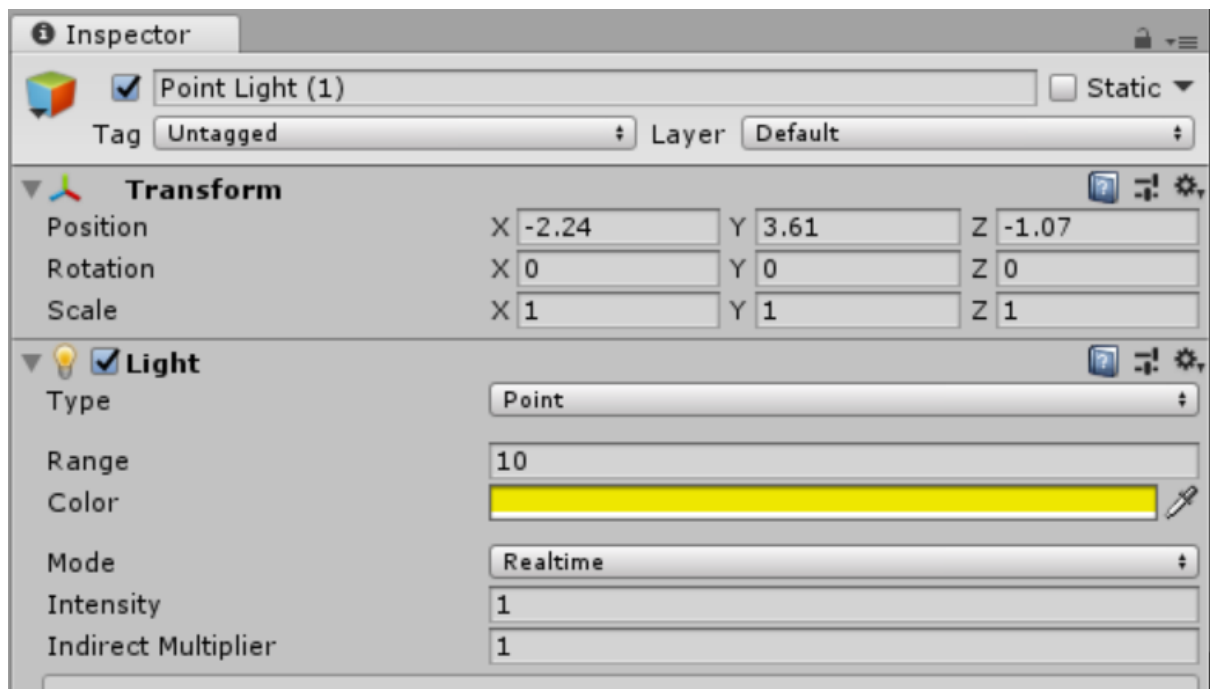 Inspector
Point Light (1) Static
Tag Untagged Layer Default
Transform
Position X -2.24 Y 3.61 Z -1.07
Rotation X 0 Y 0 Z 0
Scale X 1 Y 1 Z 1
Light
Type Point
Range 10
Color
Mode Realtime
Intensity 1
Indirect Multiplier 1